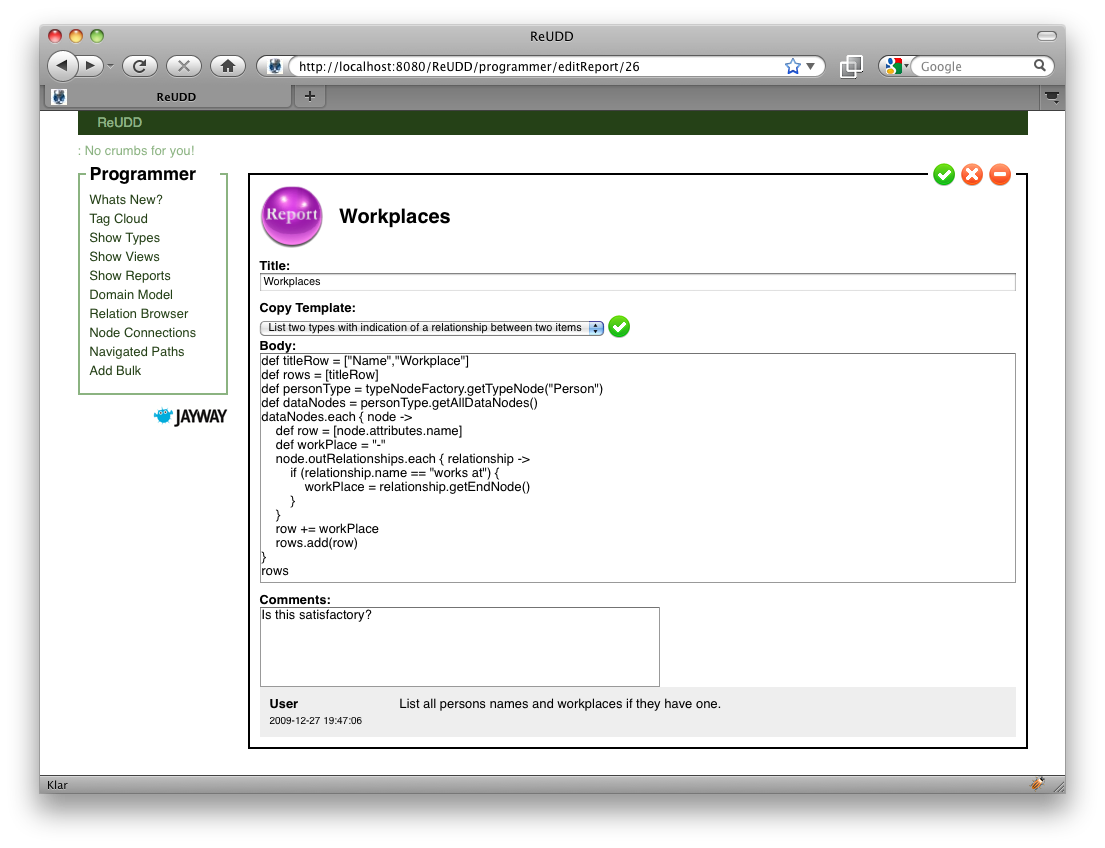 ReUDD
http://localhost:8080/ReUDD/programmer/editReport/26
Google
ReUDD
+
ReUDD
: No crumbs for you!
Programmer
Whats New?
Tag Cloud
Show Types
Show Views
Show Reports
Domain Model
Relation Browser
Node Connections
Navigated Paths
Add Bulk
JAYWAY
Report
Workplaces
Title:
Workplaces
Copy Template:
List two types with indication of a relationship between two items
Body:
def titleRow = ["Name","Workplace"]
def rows = [titleRow]
def personType = typeNodeFactory.getTypeNode("Person")
def dataNodes = personType.getAllDataNodes()
dataNodes.each { node ->
    def row = [node.attributes.name]
    def workPlace = "-"
    node.outRelationships.each { relationship ->
        if (relationship.name == "works at") {
            workPlace = relationship.getEndNode()
        }
    }
    row += workPlace
    rows.add(row)
}
rows
Comments:
Is this satisfactory?
User
List all persons names and workplaces if they have one.
2009-12-27 19:47:06
Klar